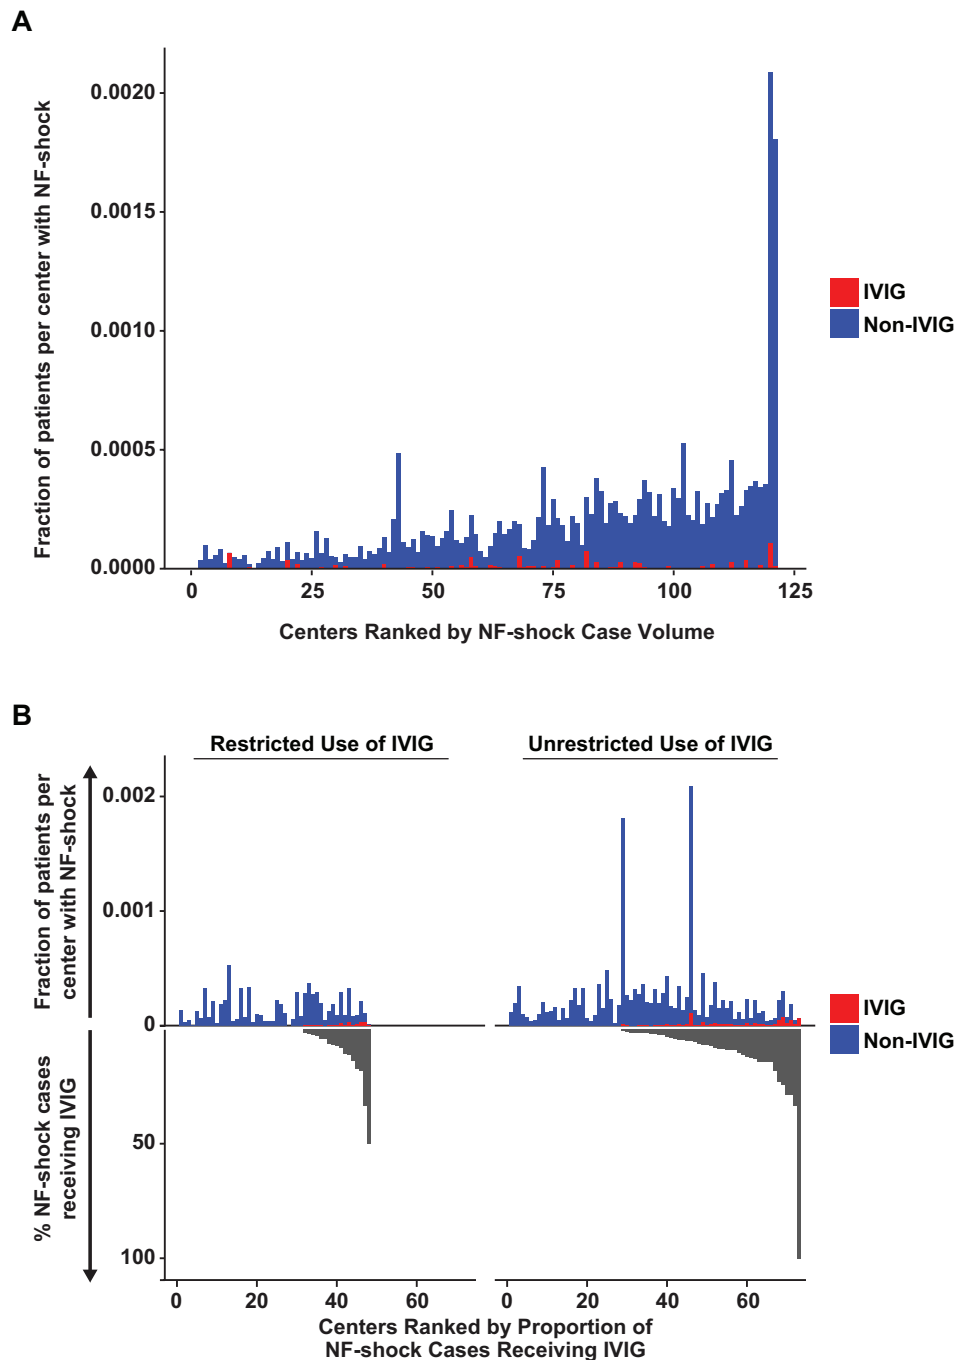 A
Fraction of patients per center with NF-shock
0.0020
0.0015
0.0010
0.0005
0.0000
0 25 50 75 100 125
Centers Ranked by NF-shock Case Volume
IVIG
Non-IVIG
B
Restricted Use of IVIG Unrestricted Use of IVIG
Fraction of patients per
center with NF-shock
0.002
0.001
0
% NF-shock cases
receiving IVIG
50
100
0 20 40 60 0 20 40 60
Centers Ranked by Proportion of
NF-shock Cases Receiving IVIG
IVIG
Non-IVIG